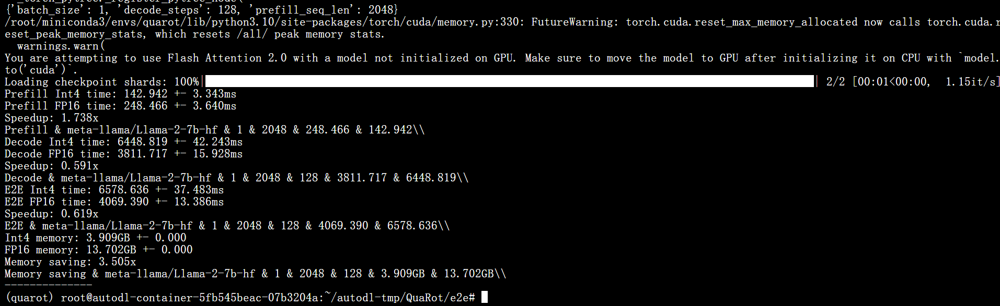 _torch_pytree._register_pytree_node(
{'batch_size': 1, 'decode_steps': 128, 'prefill_seq_len': 2048}
/root/miniconda3/envs/quarot/lib/python3.10/site-packages/torch/cuda/memory.py:330: FutureWarning: torch.cuda.reset_max_memory_allocated now calls torch.cuda.r
eset_peak_memory_stats, which resets /all/ peak memory stats.
  warnings.warn(
You are attempting to use Flash Attention 2.0 with a model not initialized on GPU. Make sure to move the model to GPU after initializing it on CPU with `model.
to('cuda')`.
Loading checkpoint shards: 100%| | 2/2 [00:01<00:00,  1.15it/s]
Prefill Int4 time: 142.942 +- 3.343ms
Prefill FP16 time: 248.466 +- 3.640ms
Speedup: 1.738x
Prefill & meta-llama/Llama-2-7b-hf & 1 & 2048 & 248.466 & 142.942\\
Decode Int4 time: 6448.819 +- 42.243ms
Decode FP16 time: 3811.717 +- 15.928ms
Speedup: 0.591x
Decode & meta-llama/Llama-2-7b-hf & 1 & 2048 & 128 & 3811.717 & 6448.819\\
E2E Int4 time: 6578.636 +- 37.483ms
E2E FP16 time: 4069.390 +- 13.386ms
Speedup: 0.619x
E2E & meta-llama/Llama-2-7b-hf & 1 & 2048 & 128 & 4069.390 & 6578.636\\
Int4 memory: 3.909GB +- 0.000
FP16 memory: 13.702GB +- 0.000
Memory saving: 3.505x
Memory saving & meta-llama/Llama-2-7b-hf & 1 & 2048 & 128 & 3.909GB & 13.702GB\\
--------------
(quarot) root@autodl-container-5fb545beac-07b3204a:~/autodl-tmp/QuaRot/e2e#